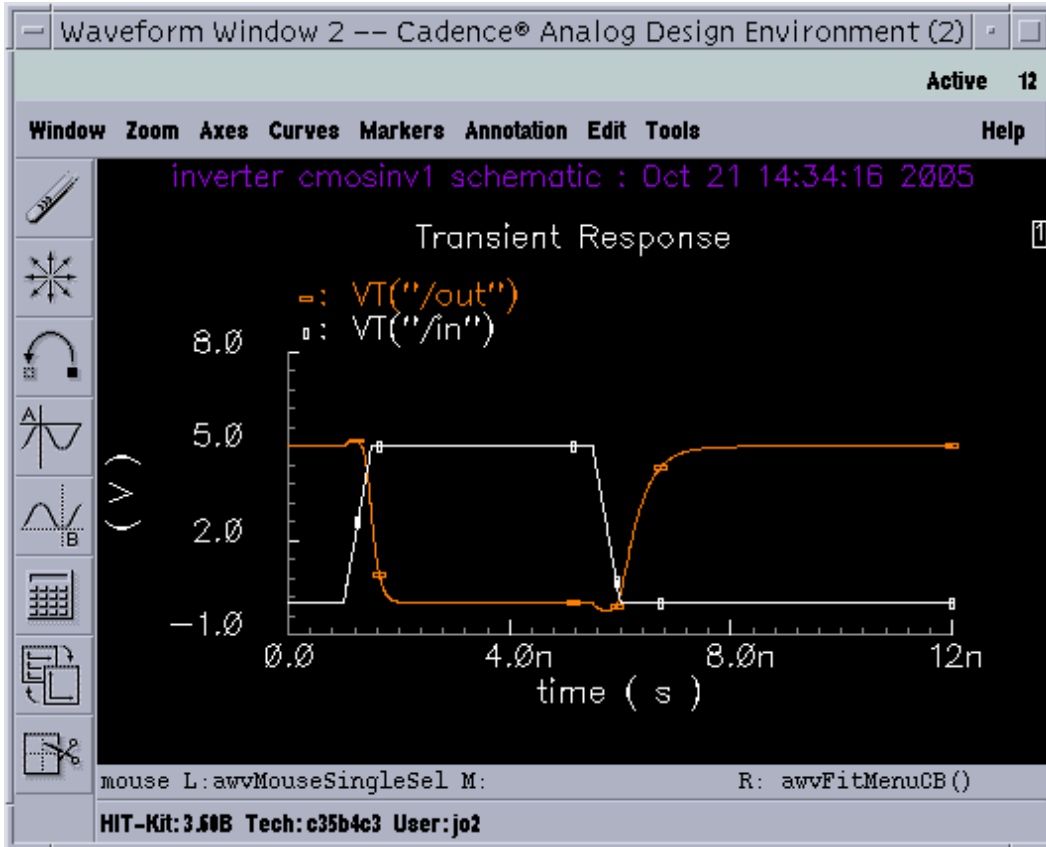 Waveform Window 2 -- Cadence® Analog Design Environment (2)
Active 12
Window Zoom Axes Curves Markers Annotation Edit Tools Help
inverter cmosinv1 schematic : Oct 21 14:34:16 2005
Transient Response
1
-: VT("/out")
: VT("/in")
8.0
5.0
2.0
-1.0
(V)
0.0 4.0n 8.0n 12n
time ( s )
A
B
mouse L:awvMouseSingleSel M: R: awvFitMenuCB()
HIT-Kit:3.60B Tech:c35b4c3 User:jo2